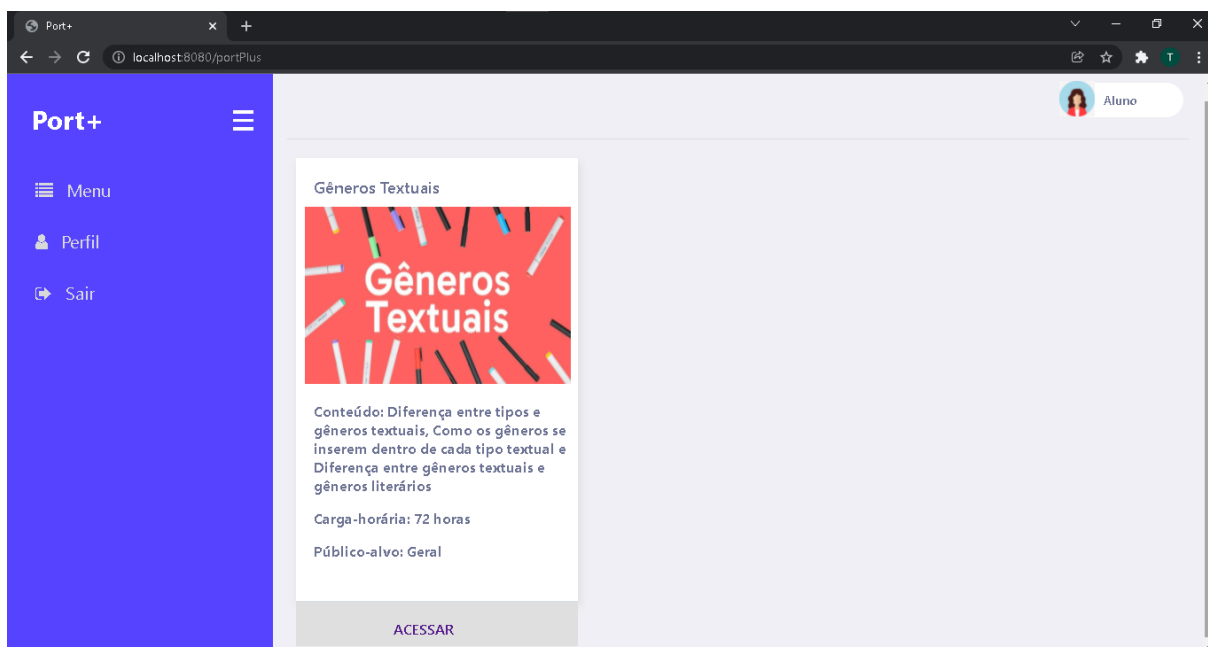 Port+
localhost:8080/portPlus
T
Port+
Aluno
Menu
Perfil
Sair
Gêneros Textuais
Gêneros
Textuais
Conteúdo: Diferença entre tipos e
gêneros textuais, Como os gêneros se
inserem dentro de cada tipo textual e
Diferença entre gêneros textuais e
gêneros literários
Carga-horária: 72 horas
Público-alvo: Geral
ACESSAR